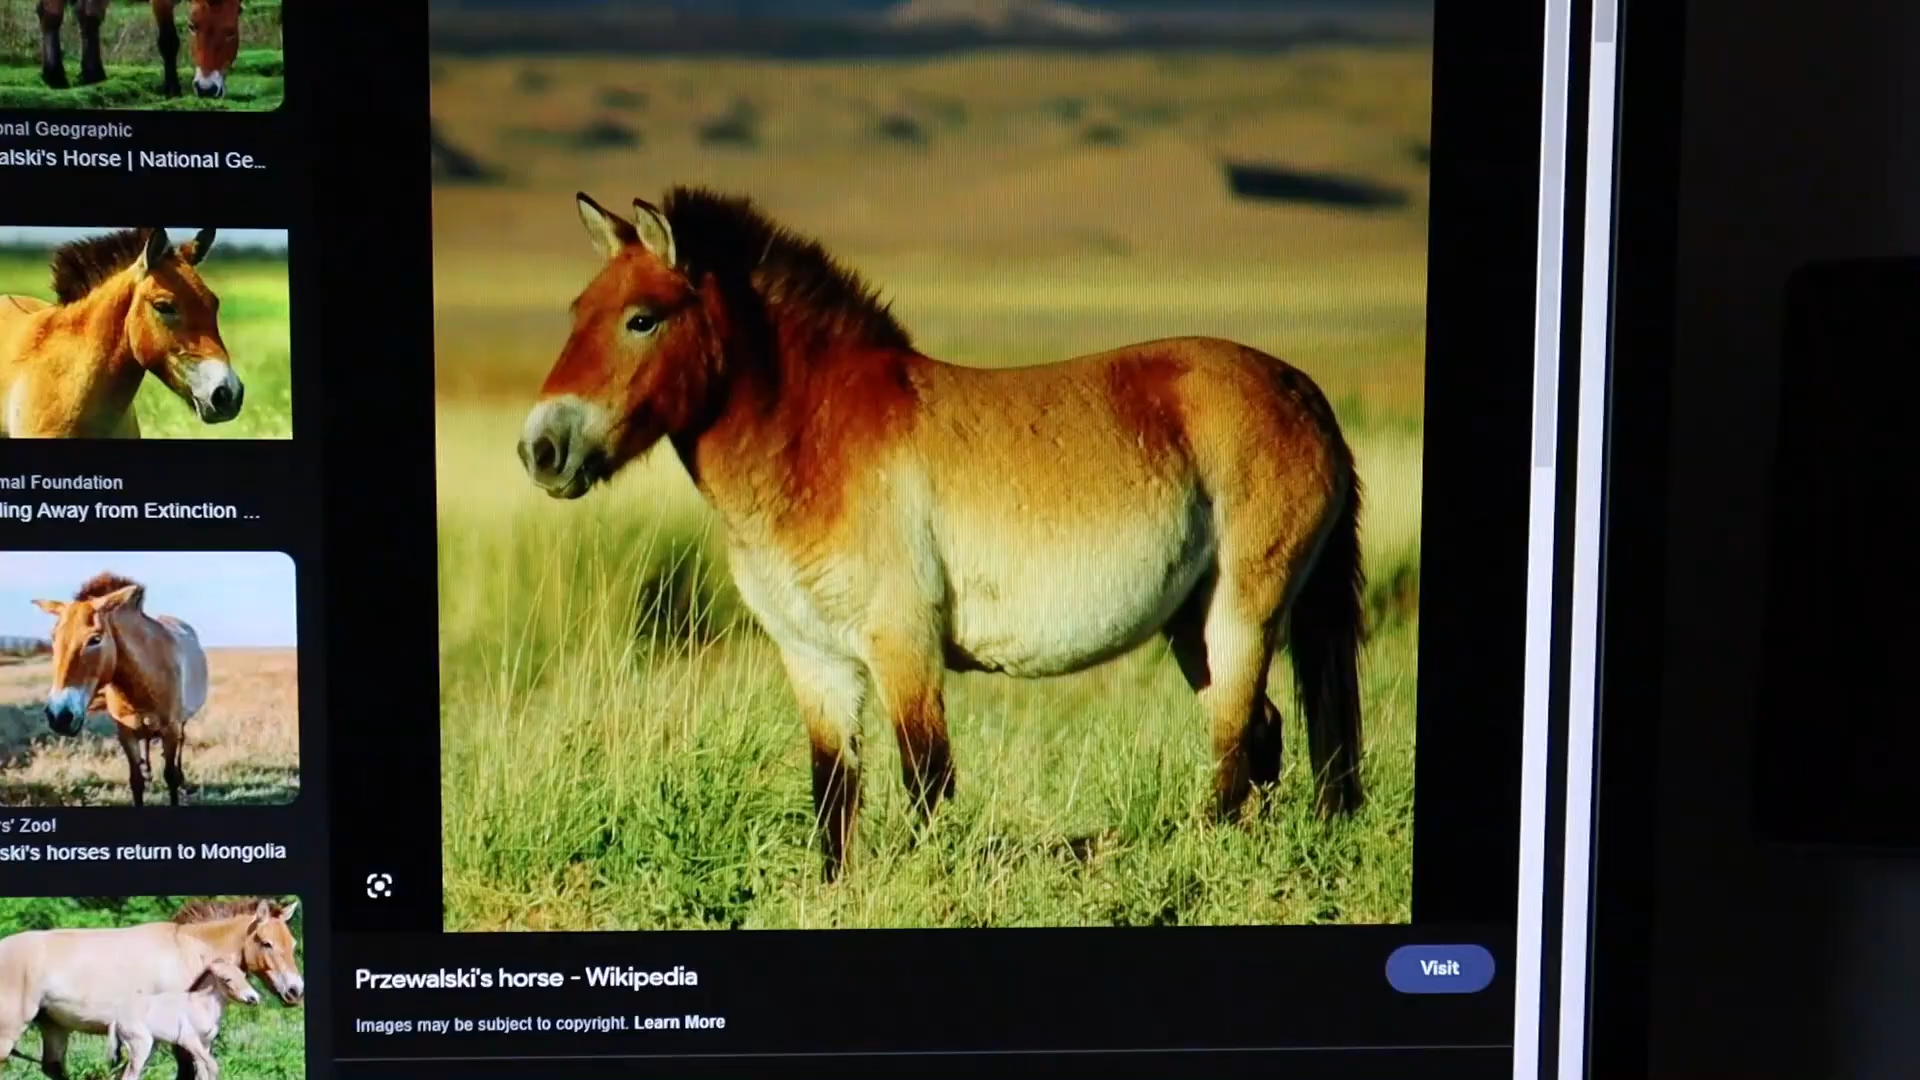 onal Geographic
alski's Horse | National Ge...
mal Foundation
ling Away from Extinction ...
rs' Zoo!
ski's horses return to Mongolia
Przewalski's horse - Wikipedia
Visit
Images may be subject to copyright. Learn More